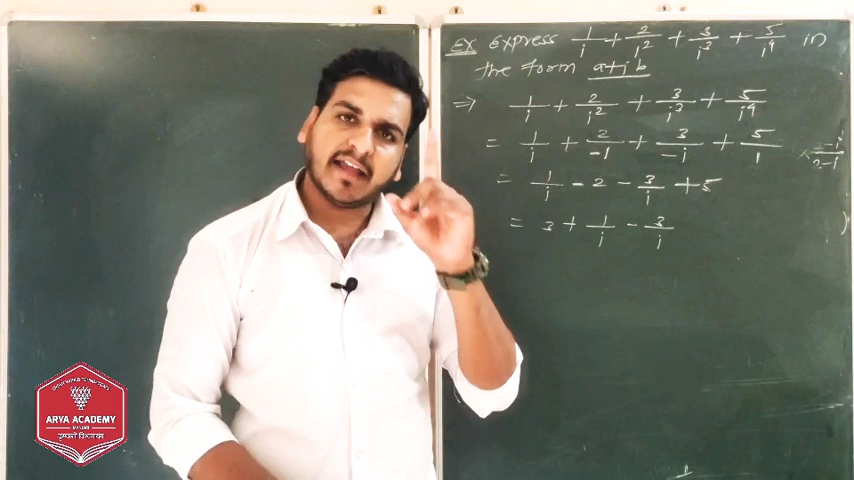 Ex express 1/i + 2/i² + 3/i³ + 5/i⁴ in
the form a+ib
⇒ 1/i + 2/i² + 3/i³ + 5/i⁴
= 1/i + 2/-1 + 3/-i + 5/1
= 1/i - 2 - 3/i + 5
= 3 + 1/i - 3/i
ARYA ACADEMY